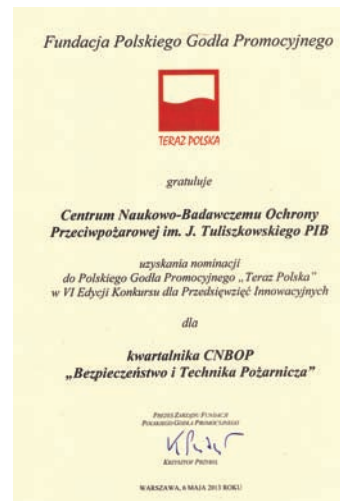 Fundacja Polskiego Godła Promocyjnego
TERAZ POLSKA
gratuluje
Centrum Naukowo-Badawczemu Ochrony
Przeciwpożarowej im. J. Tuliszkowskiego PIB
uzyskania nominacji
do Polskiego Godła Promocyjnego „Teraz Polska”
w VI Edycji Konkursu dla Przedsięwzięć Innowacyjnych
dla
kwartalnika CNBOP
„Bezpieczeństwo i Technika Pożarnicza”
PREZES ZARZĄDU FUNDACJI
POLSKIEGO GODŁA PROMOCYJNEGO
KRZYSZTOF PRZYBYŁ
WARSZAWA, 6 MAJA 2013 ROKU